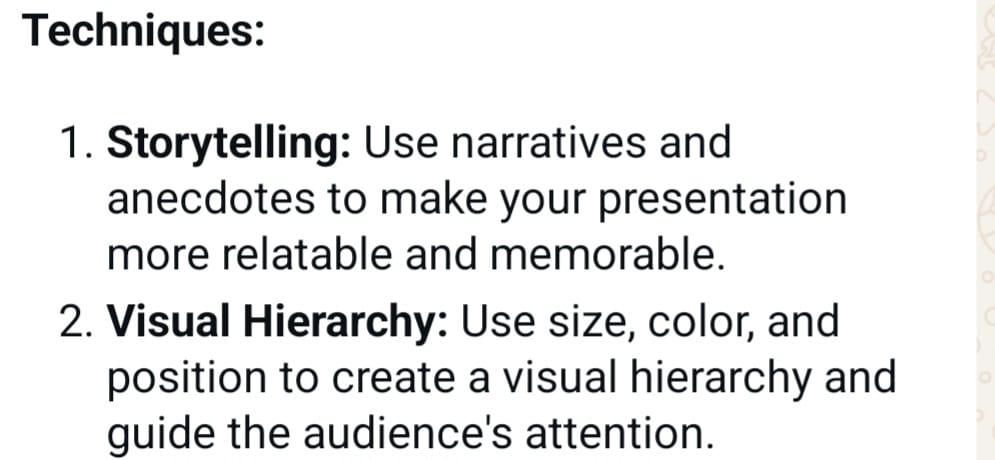 Techniques:
1. Storytelling: Use narratives and
anecdotes to make your presentation
more relatable and memorable.
2. Visual Hierarchy: Use size, color, and
position to create a visual hierarchy and
guide the audience's attention.